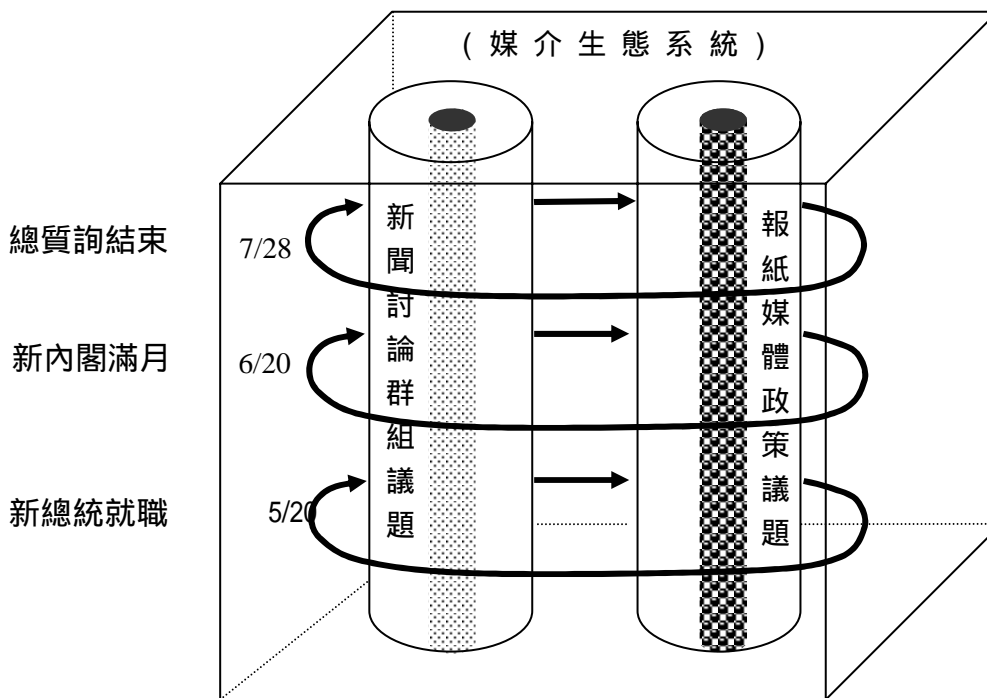 (媒介生態系統)
新聞討論群組議題
報紙媒體政策議題
總質詢結束 7/28
新內閣滿月 6/20
新總統就職 5/20